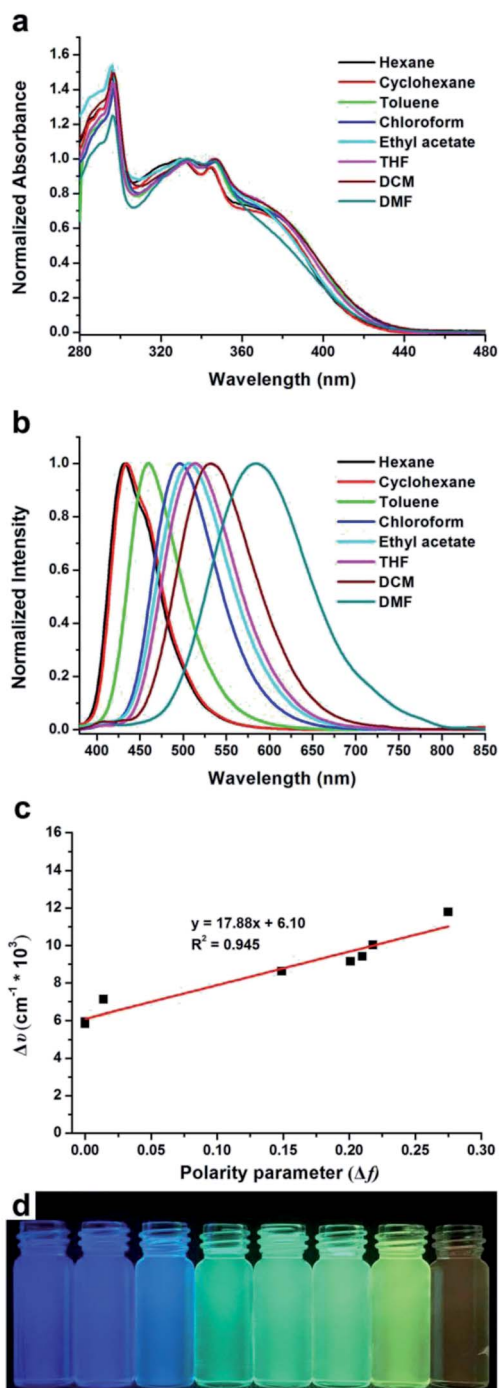 a
1.6
1.4
1.2
1.0
0.8
0.6
0.4
0.2
0.0
Normalized Absorbance
Hexane
Cyclohexane
Toluene
Chloroform
Ethyl acetate
THF
DCM
DMF
280 320 360 400 440 480
Wavelength (nm)
b
1.0
0.8
0.6
0.4
0.2
0.0
Normalized Intensity
Hexane
Cyclohexane
Toluene
Chloroform
Ethyl acetate
THF
DCM
DMF
400 450 500 550 600 650 700 750 800 850
Wavelength (nm)
c
16
14
12
10
8
6
4
2
0
Δυ (cm⁻¹ * 10³)
y = 17.88x + 6.10
R² = 0.945
0.00 0.05 0.10 0.15 0.20 0.25 0.30
Polarity parameter (Δf)
d